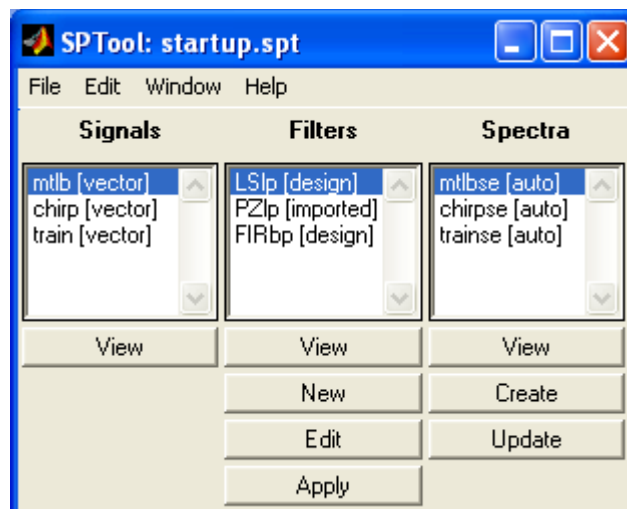 SPTool: startup.spt
File Edit Window Help
Signals Filters Spectra
mtlb [vector] LSlp [design] mtlbse [auto]
chirp [vector] PZlp [imported] chirpse [auto]
train [vector] FIRbp [design] trainse [auto]
View View View
New Create
Edit Update
Apply